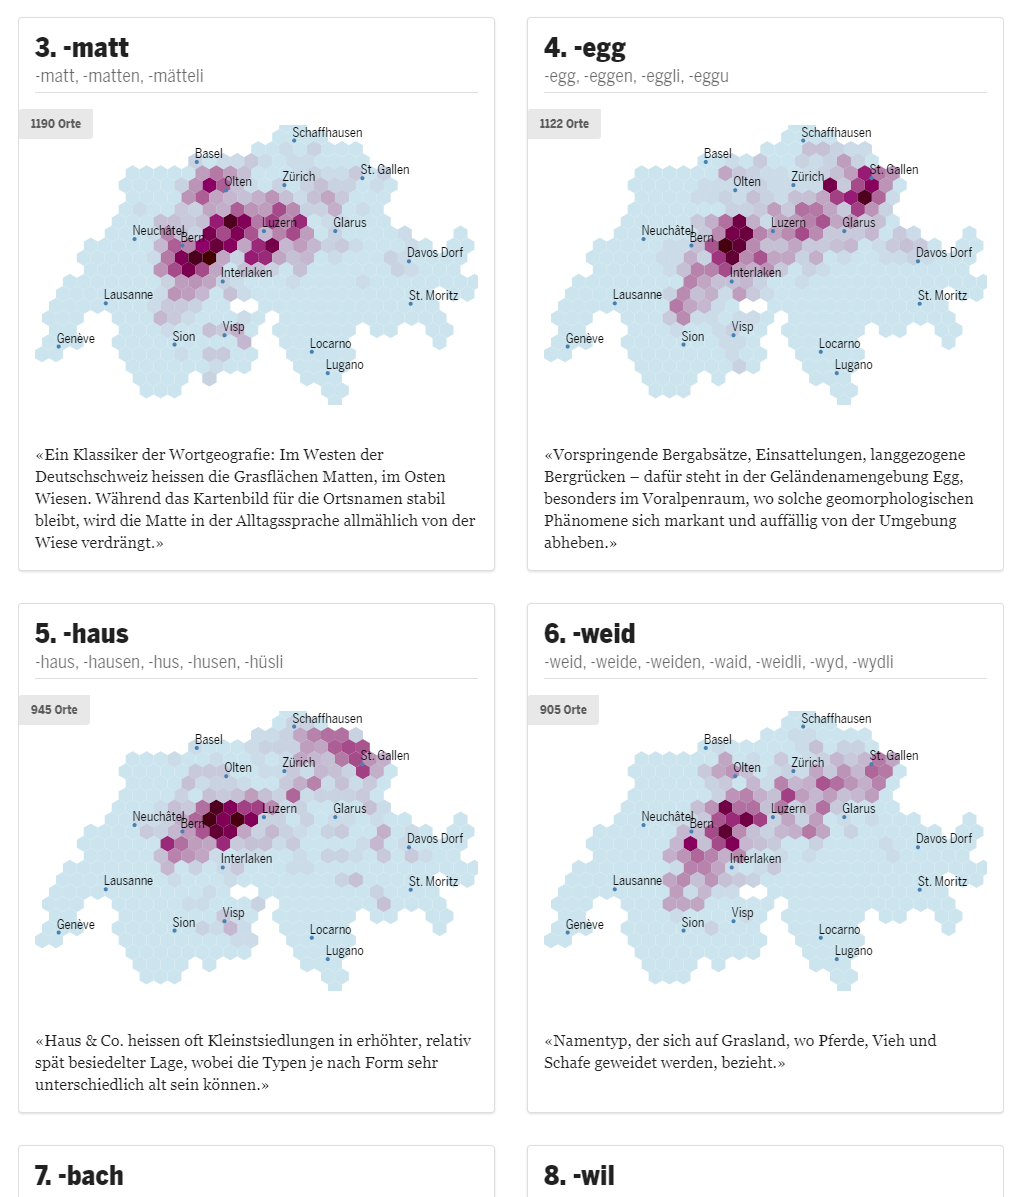 3. -matt
-matt, -matten, -mätteli
1190 Orte
Schaffhausen
Basel
St. Gallen
Olten
Zürich
Luzern
Glarus
Neuchâtel
Bern
Davos Dorf
Interlaken
Lausanne
St. Moritz
Visp
Genève
Sion
Locarno
Lugano
«Ein Klassiker der Wortgeografie: Im Westen der
Deutschschweiz heissen die Grasflächen Matten, im Osten
Wiesen. Während das Kartenbild für die Ortsnamen stabil
bleibt, wird die Matte in der Alltagssprache allmählich von der
Wiese verdrängt.»
4. -egg
-egg, -eggen, -eggli, -eggu
1122 Orte
Schaffhausen
Basel
St. Gallen
Olten
Zürich
Luzern
Glarus
Neuchâtel
Bern
Davos Dorf
Interlaken
Lausanne
St. Moritz
Visp
Genève
Sion
Locarno
Lugano
«Vorspringende Bergabsätze, Einsattelungen, langgezogene
Bergrücken – dafür steht in der Geländenamengebung Egg,
besonders im Voralpenraum, wo solche geomorphologischen
Phänomene sich markant und auffällig von der Umgebung
abheben.»
5. -haus
-haus, -hausen, -hus, -husen, -hüsli
945 Orte
Schaffhausen
Basel
St. Gallen
Olten
Zürich
Luzern
Glarus
Neuchâtel
Bern
Davos Dorf
Interlaken
Lausanne
St. Moritz
Visp
Genève
Sion
Locarno
Lugano
«Haus & Co. heissen oft Kleinstsiedlungen in erhöhter, relativ
spät besiedelter Lage, wobei die Typen je nach Form sehr
unterschiedlich alt sein können.»
6. -weid
-weid, -weide, -weiden, -waid, -weidli, -wyd, -wydli
905 Orte
Schaffhausen
Basel
St. Gallen
Olten
Zürich
Luzern
Glarus
Neuchâtel
Bern
Davos Dorf
Interlaken
Lausanne
St. Moritz
Visp
Genève
Sion
Locarno
Lugano
«Namentyp, der sich auf Grasland, wo Pferde, Vieh und
Schafe geweidet werden, bezieht.»
7. -bach
8. -wil